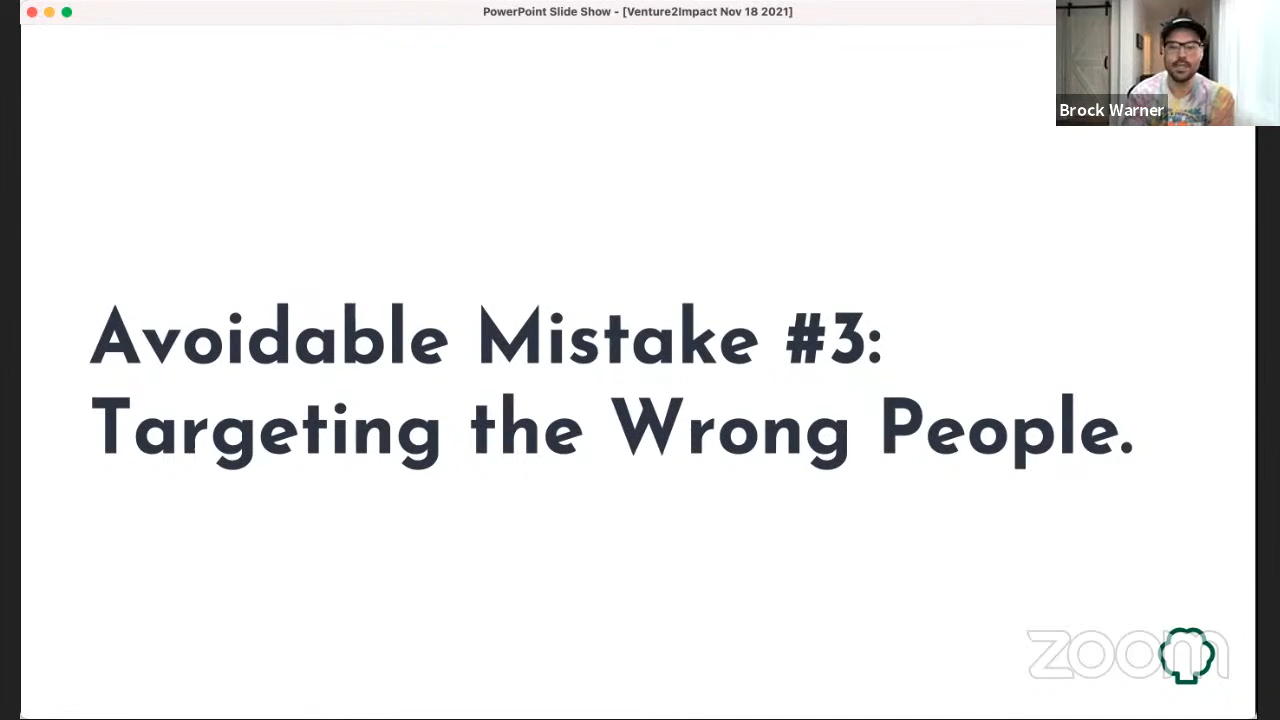 PowerPoint Slide Show - [Venture2Impact Nov 18 2021]
Brock Warner
Avoidable Mistake #3:
Targeting the Wrong People.
zoom